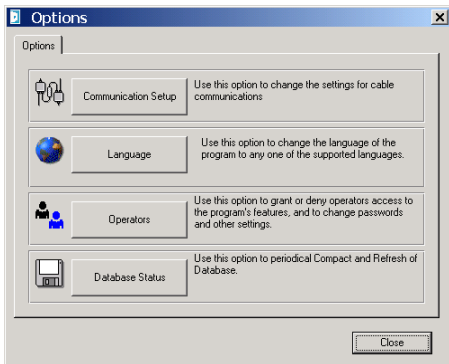 Options
Options
Communication Setup
Use this option to change the settings for cable
communications
Language
Use this option to change the language of the
program to any one of the supported languages.
Operators
Use this option to grant or deny operators access to
the program's features, and to change passwords
and other settings.
Database Status
Use this option to periodical Compact and Refresh of
Database.
Close